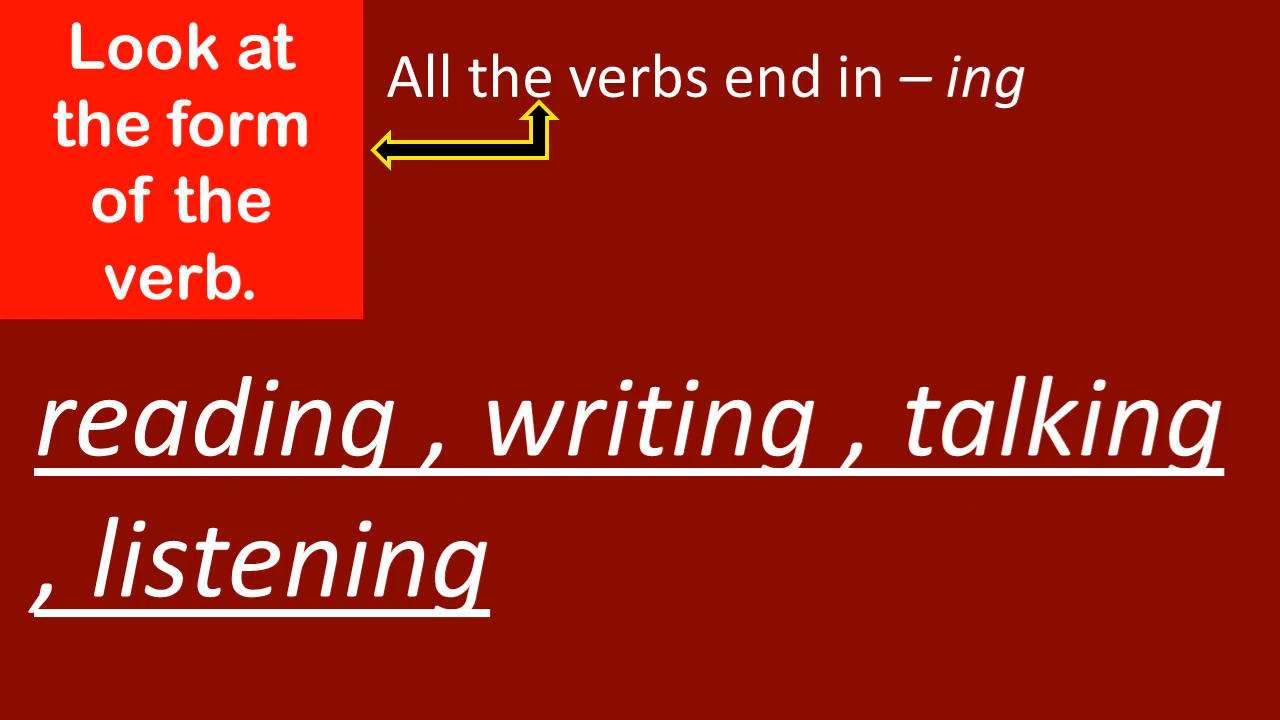 Look at
the form
of the
verb.
All the verbs end in – ing
reading , writing , talking
, listening